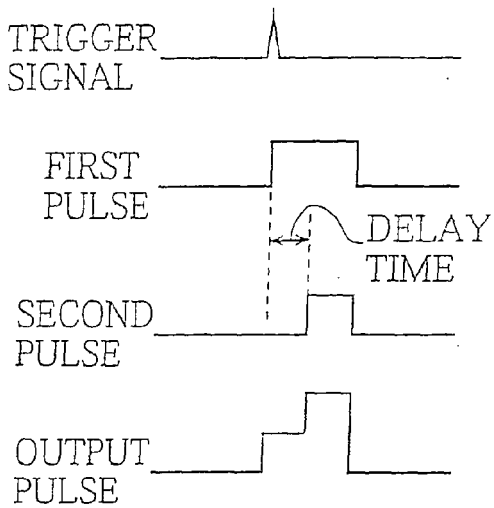 TRIGGER
SIGNAL
FIRST
PULSE
DELAY
TIME
SECOND
PULSE
OUTPUT
PULSE